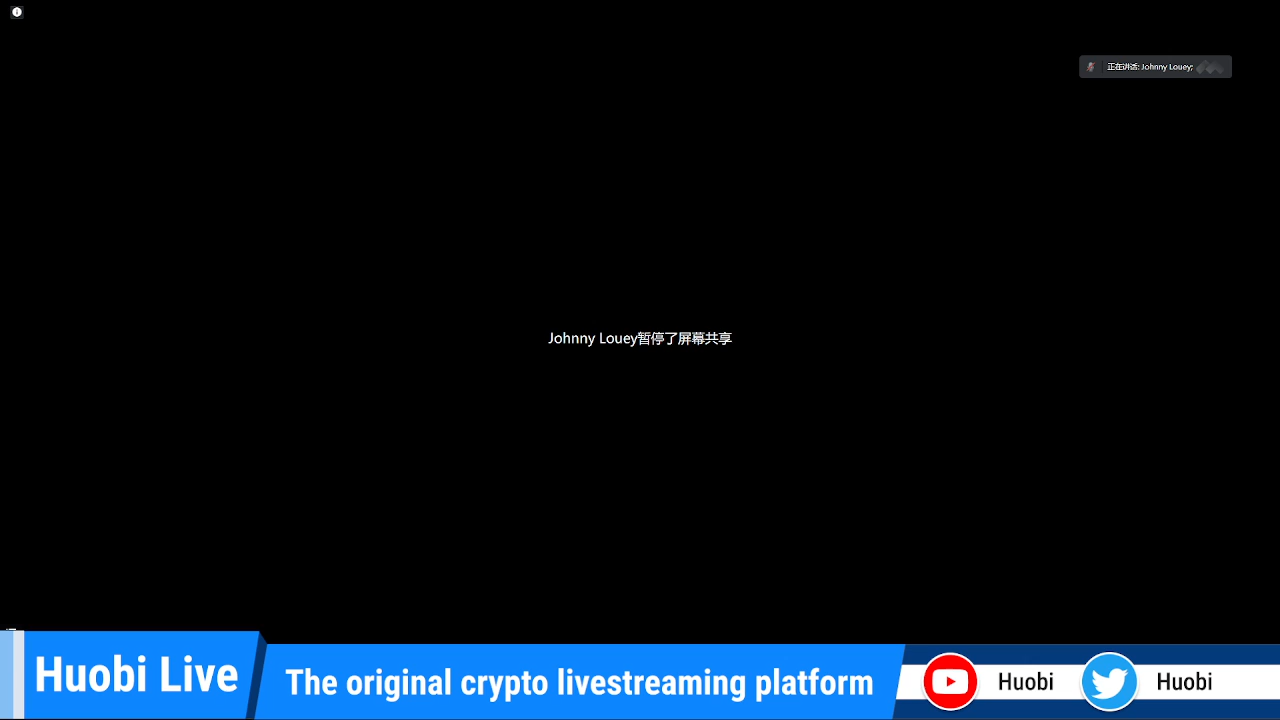 正在讲话: Johnny Louey;
Johnny Louey暂停了屏幕共享
Huobi Live
The original crypto livestreaming platform
Huobi
Huobi